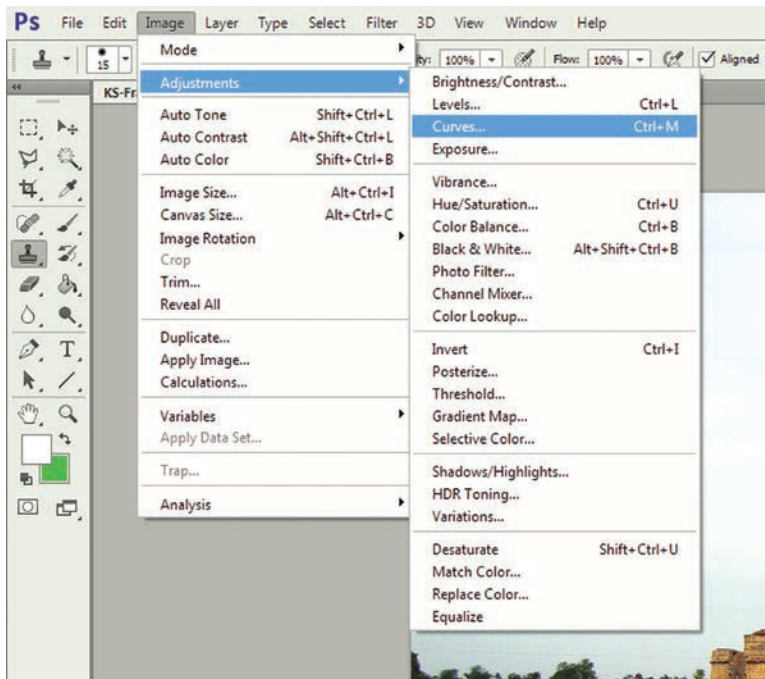 Ps File Edit Image Layer Type Select Filter 3D View Window Help
15 100% Flow: 100% Aligned
KS-Fr
Mode
Adjustments
Auto Tone Shift+Ctrl+L
Auto Contrast Alt+Shift+Ctrl+L
Auto Color Shift+Ctrl+B
Image Size... Alt+Ctrl+I
Canvas Size... Alt+Ctrl+C
Image Rotation
Crop
Trim...
Reveal All
Duplicate...
Apply Image...
Calculations...
Variables
Apply Data Set...
Trap...
Analysis
Brightness/Contrast...
Levels... Ctrl+L
Curves... Ctrl+M
Exposure...
Vibrance...
Hue/Saturation... Ctrl+U
Color Balance... Ctrl+B
Black & White... Alt+Shift+Ctrl+B
Photo Filter...
Channel Mixer...
Color Lookup...
Invert Ctrl+I
Posterize...
Threshold...
Gradient Map...
Selective Color...
Shadows/Highlights...
HDR Toning...
Variations...
Desaturate Shift+Ctrl+U
Match Color...
Replace Color...
Equalize